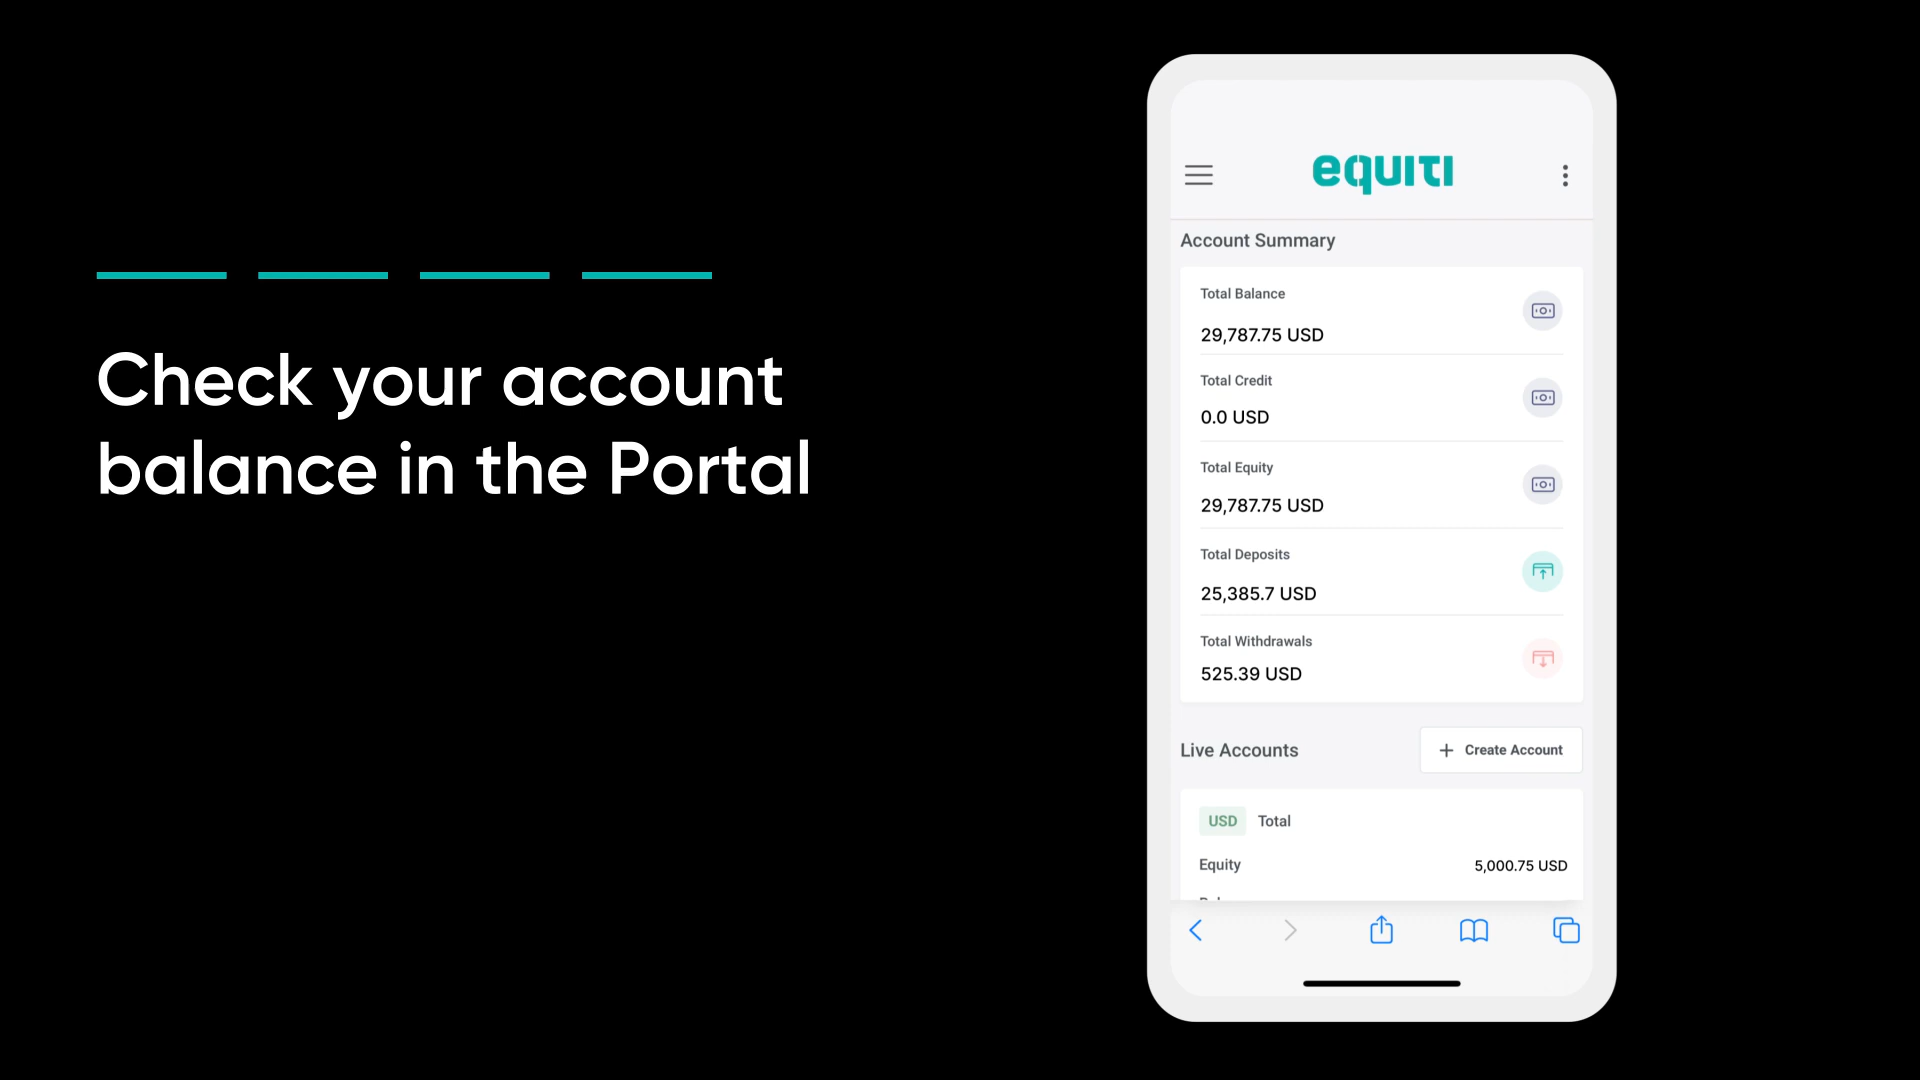 Check your account
balance in the Portal
equiti
Account Summary
Total Balance
29,787.75 USD
Total Credit
0.0 USD
Total Equity
29,787.75 USD
Total Deposits
25,385.7 USD
Total Withdrawals
525.39 USD
Live Accounts
+ Create Account
USD Total
Equity 5,000.75 USD